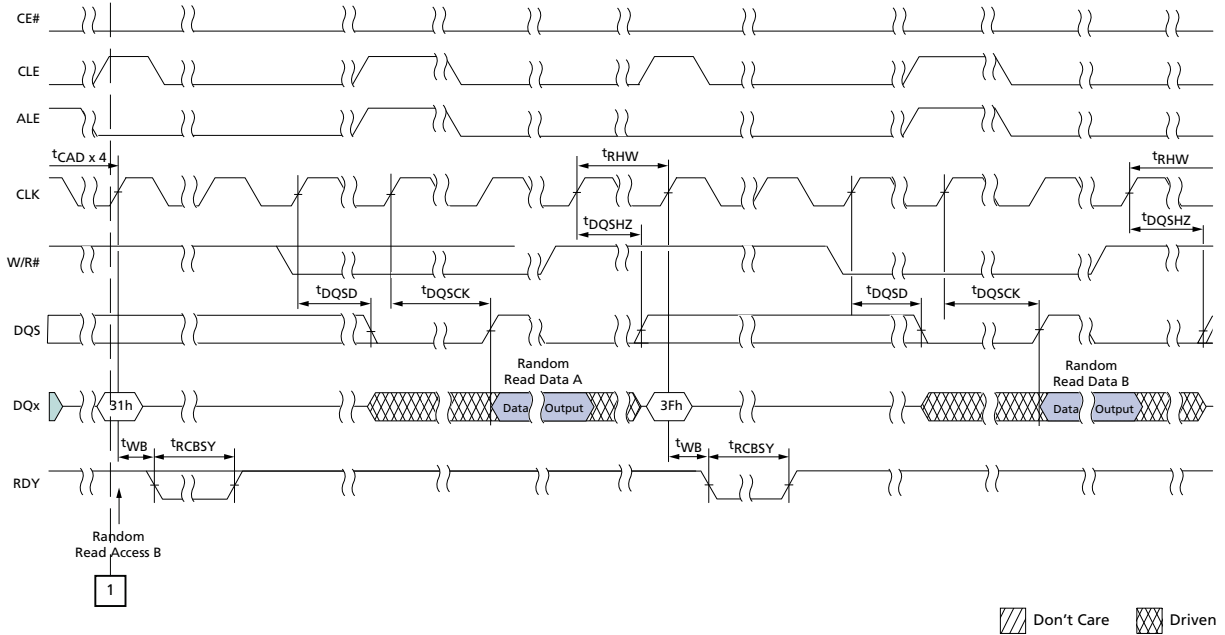 CE#
CLE
ALE
tCAD x 4
tRHW
tRHW
CLK
tDQSHZ
tDQSHZ
W/R#
tDQSD
tDQSCK
tDQSD
tDQSCK
DQS
Random
Read Data A
Random
Read Data B
DQx
31h
Data Output
3Fh
Data Output
tWB
tRCBSY
tWB
tRCBSY
RDY
Random
Read Access B
1
Don't Care
Driven